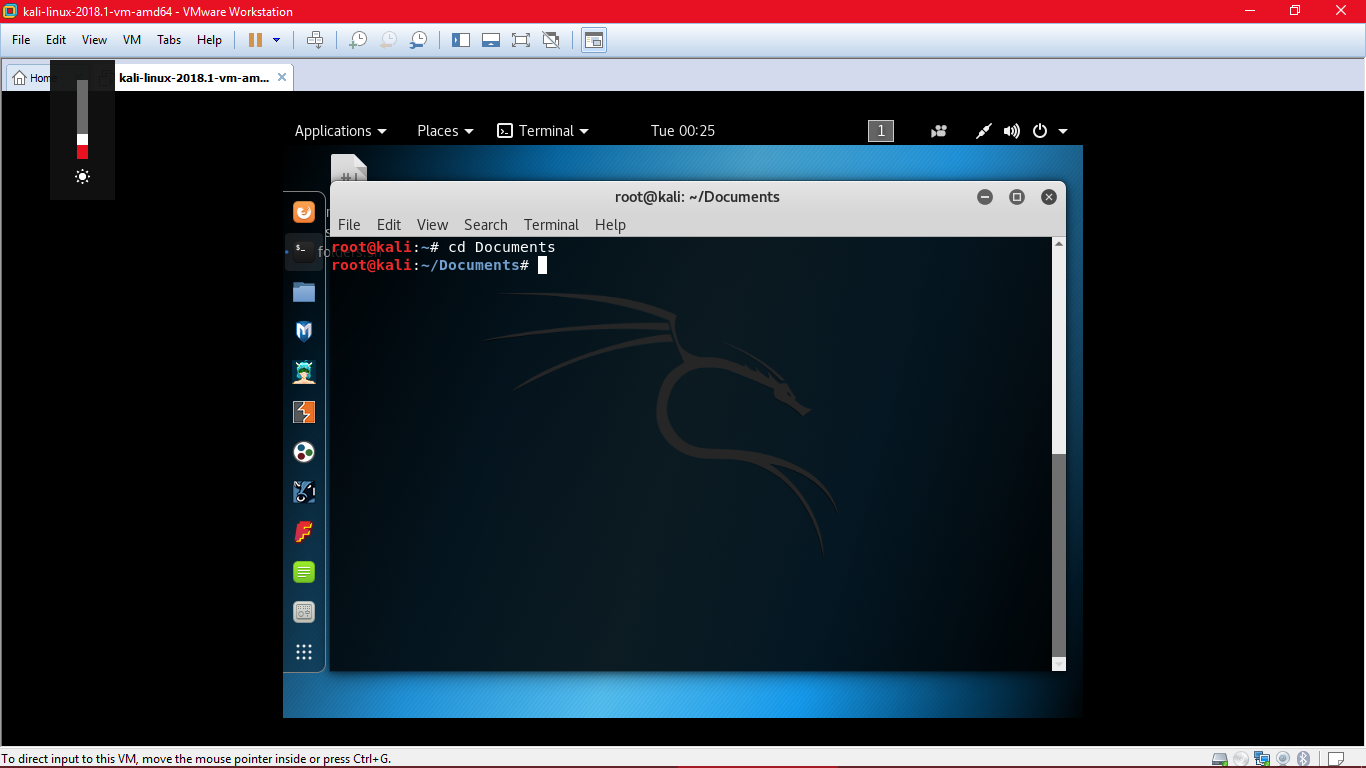 kali-linux-2018.1-vm-amd64 - VMware Workstation
File Edit View VM Tabs Help
Home kali-linux-2018.1-vm-am...
Applications Places Terminal Tue 00:25 1
root@kali: ~/Documents
File Edit View Search Terminal Help
root@kali:~# cd Documents
root@kali:~/Documents#
To direct input to this VM, move the mouse pointer inside or press Ctrl+G.